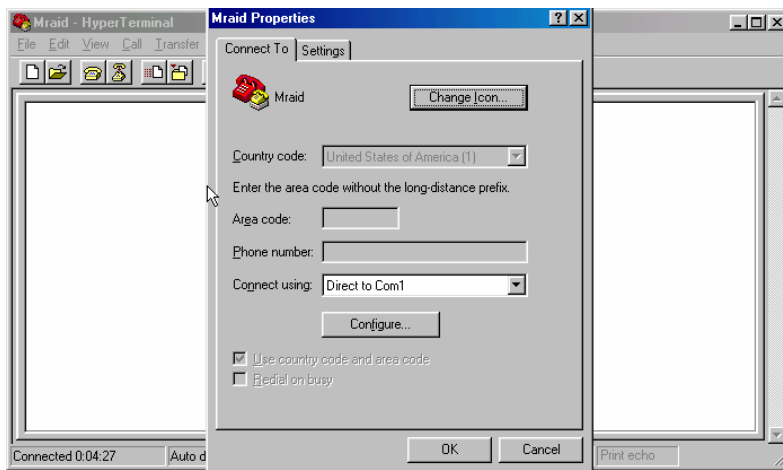 Mraid - HyperTerminal
File Edit View Call Transfer
Mraid Properties
Connect To
Settings
Mraid
Change Icon...
Country code:
United States of America (1)
Enter the area code without the long-distance prefix.
Area code:
Phone number:
Connect using:
Direct to Com1
Configure...
Use country code and area code
Redial on busy
OK
Cancel
Connected 0:04:27
Auto d
Print echo